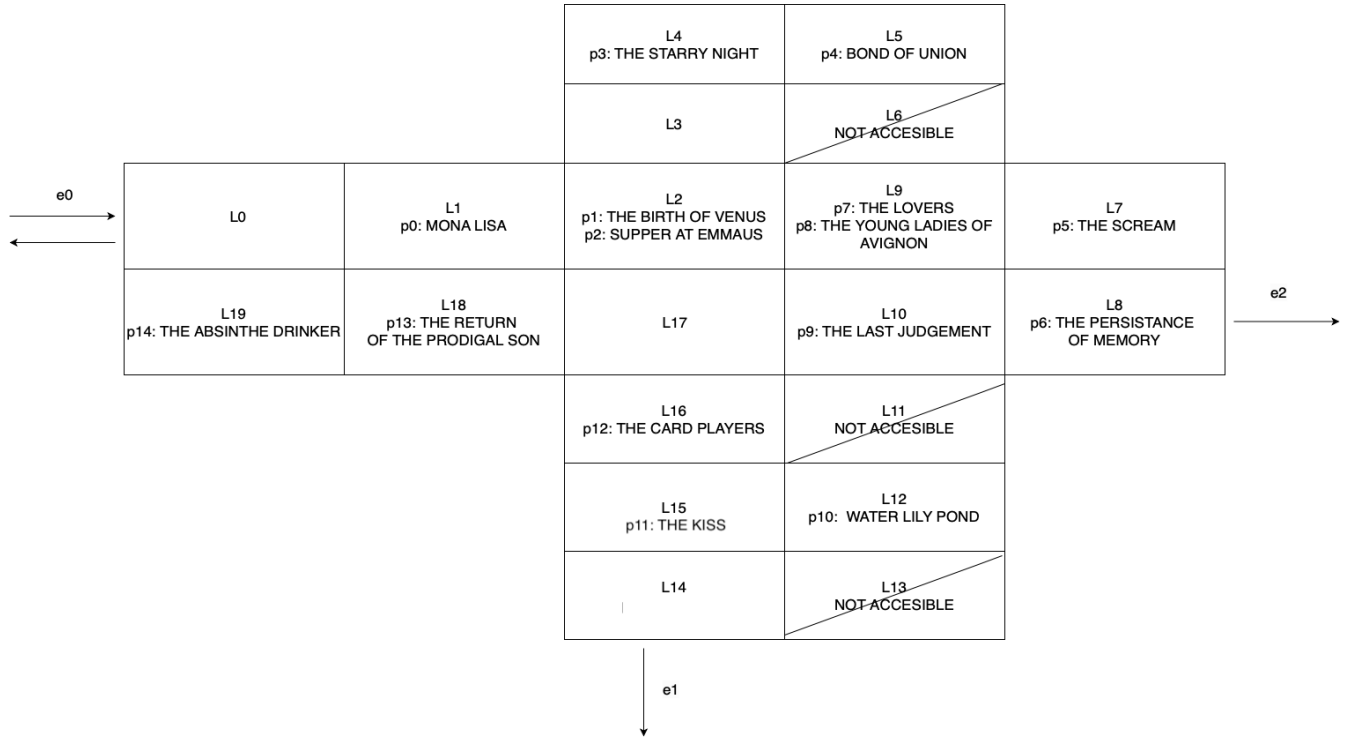 L4
p3: THE STARRY NIGHT
L5
p4: BOND OF UNION
L3
L6
NOT ACCESIBLE
e0
L0
L1
p0: MONA LISA
L2
p1: THE BIRTH OF VENUS
p2: SUPPER AT EMMAUS
L9
p7: THE LOVERS
p8: THE YOUNG LADIES OF
AVIGNON
L7
p5: THE SCREAM
L19
p14: THE ABSINTHE DRINKER
L18
p13: THE RETURN
OF THE PRODIGAL SON
L17
L10
p9: THE LAST JUDGEMENT
L8
p6: THE PERSISTANCE
OF MEMORY
e2
L16
p12: THE CARD PLAYERS
L11
NOT ACCESIBLE
L15
p11: THE KISS
L12
p10: WATER LILY POND
L14
L13
NOT ACCESIBLE
e1